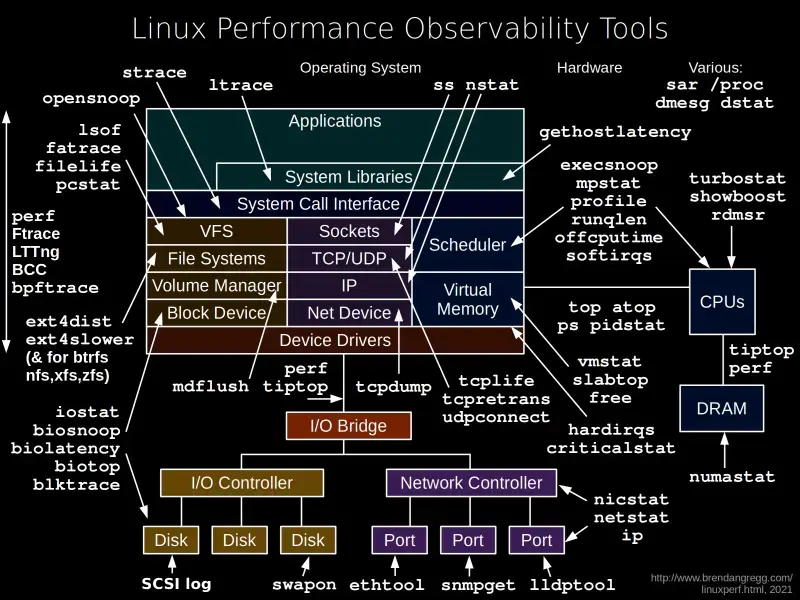 Linux Performance Observability Tools
Operating System
Hardware
Various:
sar /proc
dmesg dstat
strace
ltrace
ss nstat
opensnoop
lsof
fatrace
filelife
pcstat
perf
Ftrace
LTTng
BCC
bpftrace
ext4dist
ext4slower
(& for btrfs
nfs,xfs,zfs)
iostat
biosnoop
biolatency
biotop
blktrace
Applications
System Libraries
System Call Interface
VFS
Sockets
Scheduler
File Systems
TCP/UDP
Volume Manager
IP
Virtual
Memory
Block Device
Net Device
Device Drivers
gethostlatency
execsnoop
mpstat
profile
runqlen
offcputime
softirqs
turbostat
showboost
rdmsr
CPUs
top atop
ps pidstat
tiptop
perf
vmstat
slabtop
free
DRAM
hardirqs
criticalstat
numastat
mdflush
perf
tiptop
tcpdump
tcplife
tcpretrans
udpconnect
I/O Bridge
I/O Controller
Network Controller
nicstat
netstat
ip
Disk
Disk
Disk
Port
Port
Port
SCSI log
swapon
ethtool
snmpget
lldptool
http://www.brendangregg.com/
linuxperf.html, 2021